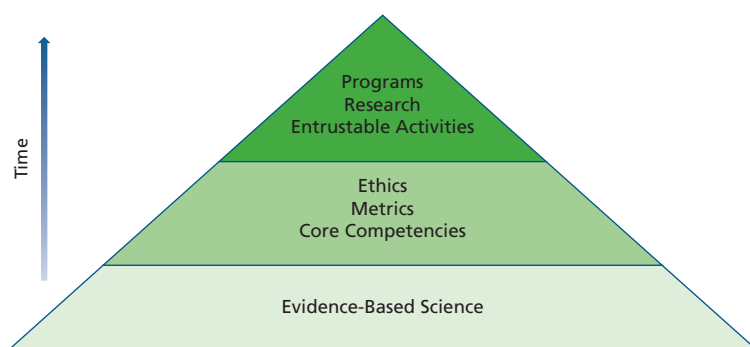 Time
Programs
Research
Entrustable Activities
Ethics
Metrics
Core Competencies
Evidence-Based Science